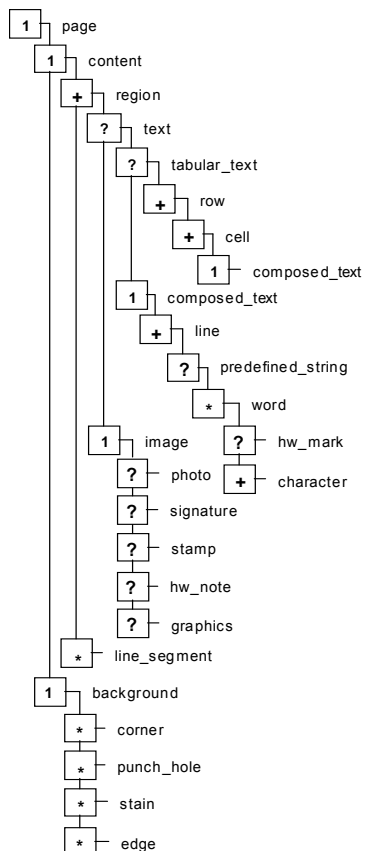 1 page
1 content
+ region
? text
? tabular_text
+ row
+ cell
1 composed_text
1 composed_text
+ line
? predefined_string
* word
1 image ? hw_mark
? photo + character
? signature
? stamp
? hw_note
? graphics
* line_segment
1 background
* corner
* punch_hole
* stain
* edge